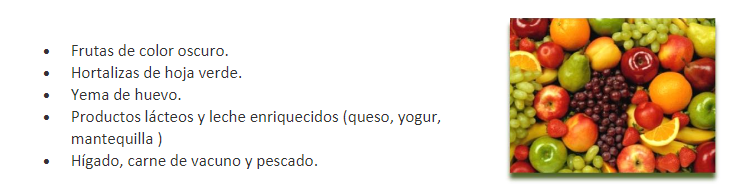 • Frutas de color oscuro.
• Hortalizas de hoja verde.
• Yema de huevo.
• Productos lácteos y leche enriquecidos (queso, yogur,
mantequilla )
• Hígado, carne de vacuno y pescado.